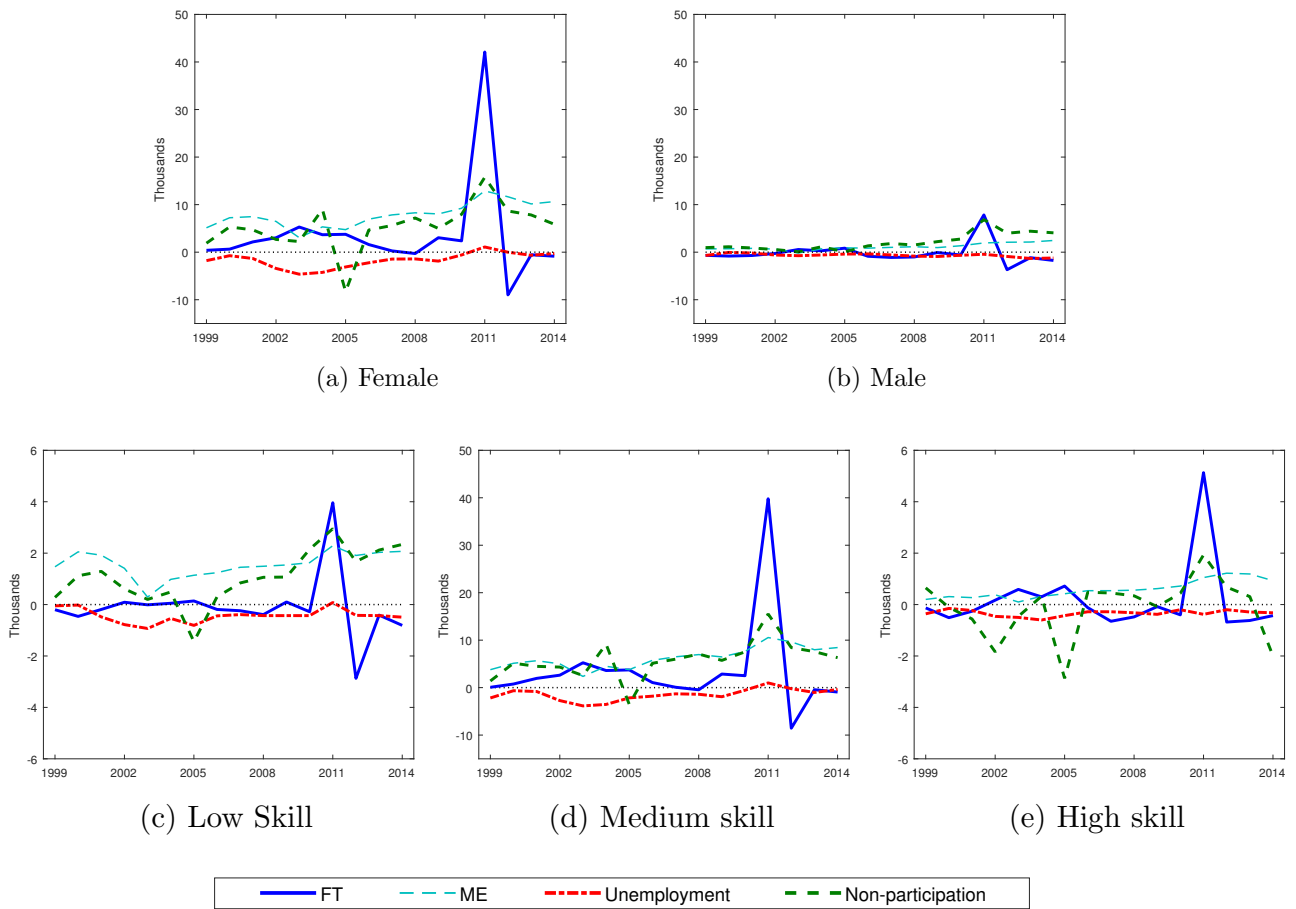 50
40
30
20
10
0
-10
Thousands
1999 2002 2005 2008 2011 2014
(a) Female
50
40
30
20
10
0
-10
Thousands
1999 2002 2005 2008 2011 2014
(b) Male
6
4
2
0
-2
-4
-6
Thousands
1999 2002 2005 2008 2011 2014
(c) Low Skill
50
40
30
20
10
0
-10
Thousands
1999 2002 2005 2008 2011 2014
(d) Medium skill
6
4
2
0
-2
-4
-6
Thousands
1999 2002 2005 2008 2011 2014
(e) High skill
FT ME Unemployment Non-participation